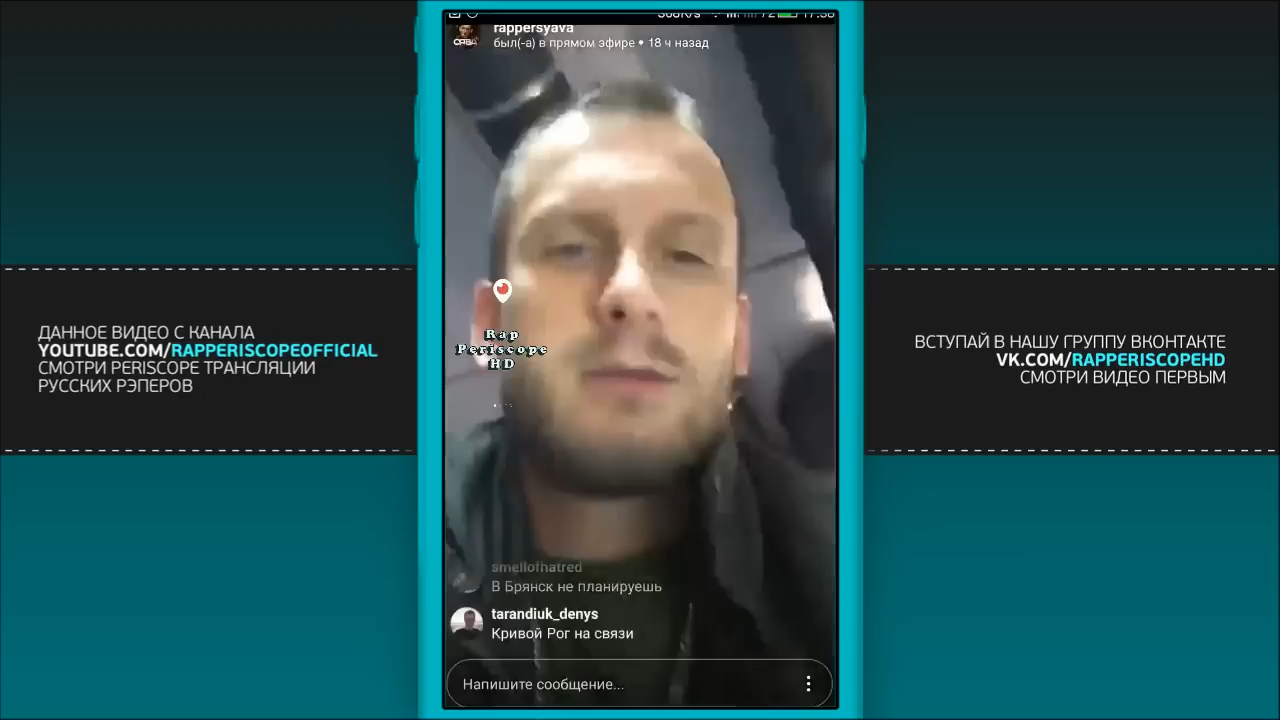 17:38
rappersyava
был(-а) в прямом эфире • 18 ч назад
ДАННОЕ ВИДЕО С КАНАЛА
YOUTUBE.COM/RAPPERISCOPEOFFICIAL
СМОТРИ PERISCOPE ТРАНСЛЯЦИИ
РУССКИХ РЭПЕРОВ
Rap
Periscope
HD
ВСТУПАЙ В НАШУ ГРУППУ ВКОНТАКТЕ
VK.COM/RAPPERISCOPEHD
СМОТРИ ВИДЕО ПЕРВЫМ
smellofhatred
В Брянск не планируешь
tarandiuk_denys
Кривой Рог на связи
Напишите сообщение...